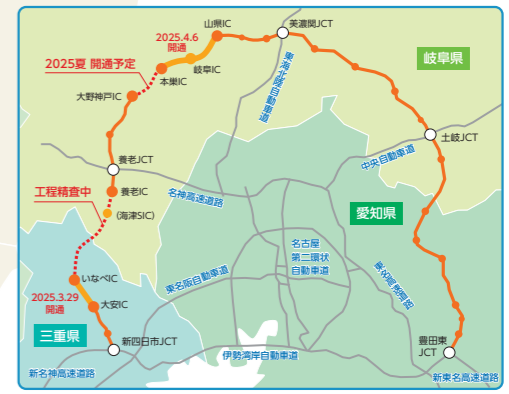 山県IC
美濃関JCT
2025.4.6
開通
岐阜県
2025夏 開通予定
岐阜IC
本巣IC
東海北陸自動車道
大野神戸IC
土岐JCT
養老JCT
中央自動車道
工程精査中
養老IC
名神高速道路
(海津SIC)
愛知県
名古屋
第二環状
自動車道
いなべIC
東名阪自動車道
東名高速道路
2025.3.29
開通
大安IC
三重県
新四日市JCT
豊田東
JCT
伊勢湾岸自動車道
新名神高速道路
新東名高速道路